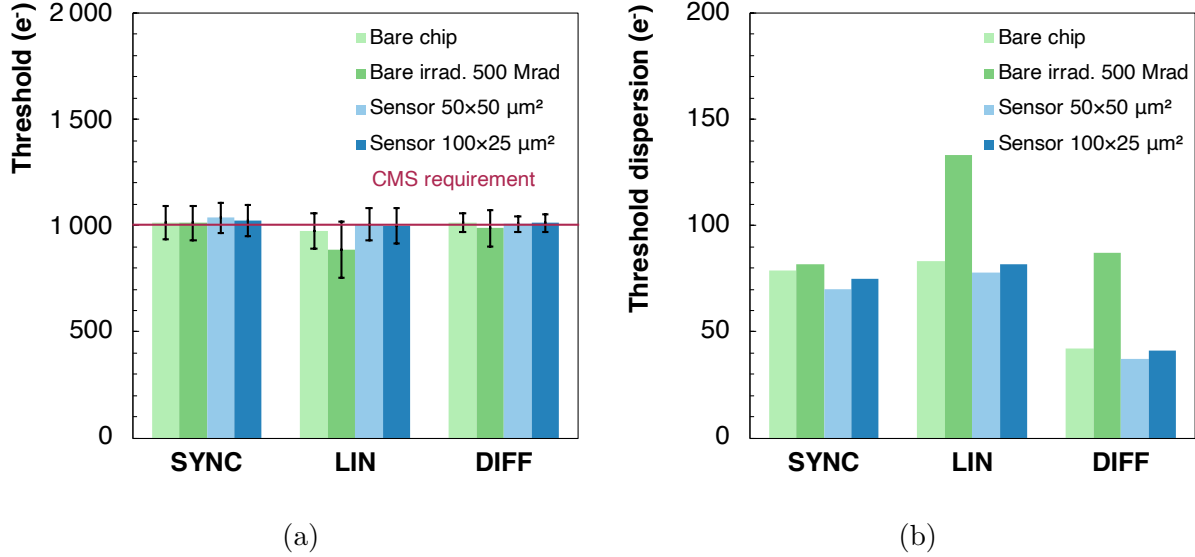 Threshold (e-)
2 000
1 500
1 000
500
0
Bare chip
Bare irrad. 500 Mrad
Sensor 50×50 μm²
Sensor 100×25 μm²
CMS requirement
SYNC LIN DIFF
(a)
Threshold dispersion (e-)
200
150
100
50
0
Bare chip
Bare irrad. 500 Mrad
Sensor 50×50 μm²
Sensor 100×25 μm²
SYNC LIN DIFF
(b)